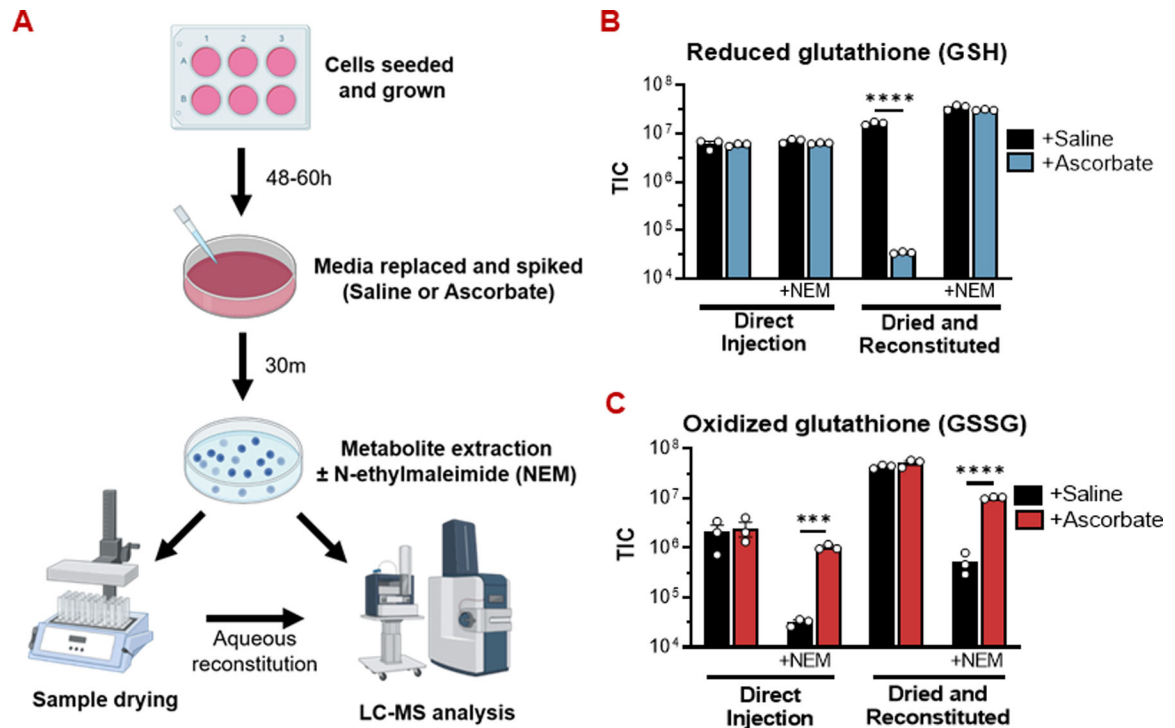 A
1 2 3
A
B
Cells seeded
and grown
48-60h
Media replaced and spiked
(Saline or Ascorbate)
30m
Metabolite extraction
± N-ethylmaleimide (NEM)
Aqueous
reconstitution
Sample drying
LC-MS analysis
B
Reduced glutathione (GSH)
TIC
10⁸
10⁷
10⁶
10⁵
10⁴
****
+Saline
+Ascorbate
+NEM
+NEM
Direct
Injection
Dried and
Reconstituted
C
Oxidized glutathione (GSSG)
TIC
10⁸
10⁷
10⁶
10⁵
10⁴
***
****
+Saline
+Ascorbate
+NEM
+NEM
Direct
Injection
Dried and
Reconstituted